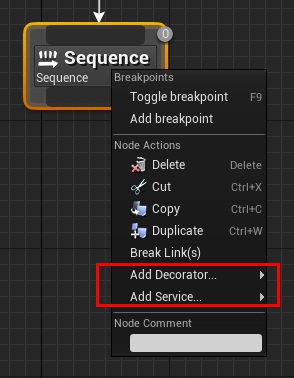 0
Sequence
Sequence
Breakpoints
Toggle breakpoint F9
Add breakpoint
Node Actions
Delete Delete
Cut Ctrl+X
Copy Ctrl+C
Duplicate Ctrl+W
Break Link(s)
Add Decorator...
Add Service...
Node Comment